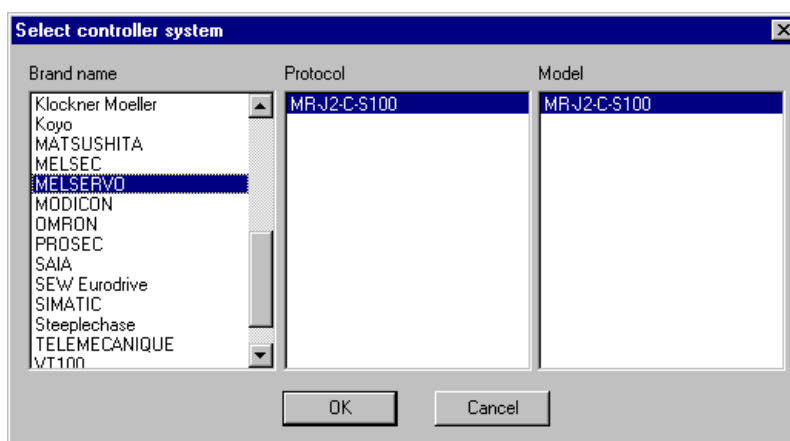 Select controller system
Brand name
Protocol
Model
Klockner Moeller
Koyo
MATSUSHITA
MELSEC
MELSERVO
MODICON
OMRON
PROSEC
SAIA
SEW Eurodrive
SIMATIC
Steeplechase
TELEMECANIQUE
VT100
MR-J2-C-S100
MR-J2-C-S100
OK
Cancel